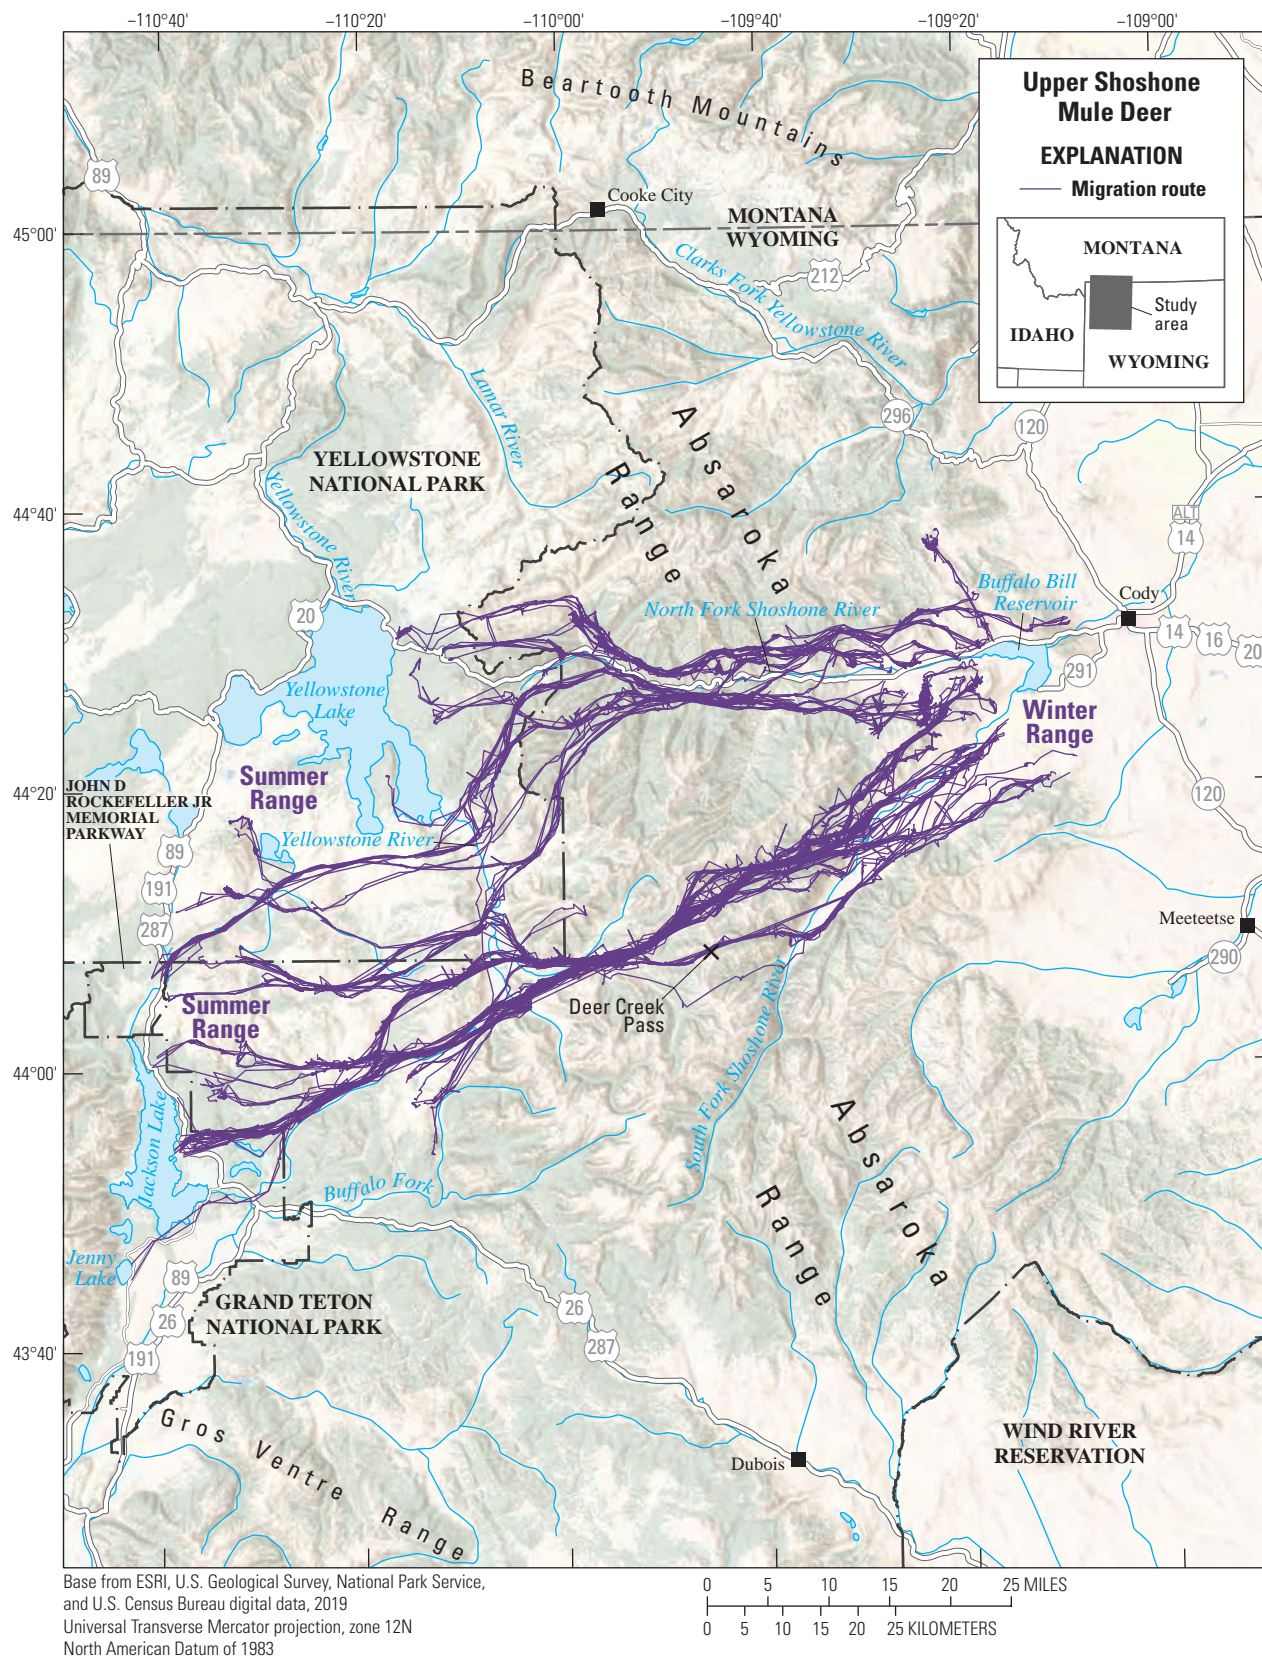 −110°40'
−110°20'
−110°00'
−109°40'
−109°20'
−109°00'
Upper Shoshone
Mule Deer
EXPLANATION
Migration route
MONTANA
IDAHO
WYOMING
Study
area
Beartooth Mountains
89
Cooke City
MONTANA
WYOMING
45°00'
212
Clarks Fork Yellowstone River
Lamar River
296
120
Absaroka
Range
YELLOWSTONE
NATIONAL PARK
Yellowstone
River
44°40'
ALT
14
Buffalo Bill
Reservoir
Cody
North Fork Shoshone River
20
14
16
20
291
Yellowstone
Lake
Winter
Range
Summer
Range
JOHN D
ROCKEFELLER JR
MEMORIAL
PARKWAY
44°20'
120
Yellowstone River
89
191
287
Meeteetse
290
Deer Creek
Pass
Summer
Range
South Fork Shoshone River
44°00'
Jackson Lake
Absaroka
Range
Buffalo Fork
Jenny
Lake
89
26
191
GRAND TETON
NATIONAL PARK
26
287
43°40'
Gros Ventre Range
Dubois
WIND RIVER
RESERVATION
Base from ESRI, U.S. Geological Survey, National Park Service,
and U.S. Census Bureau digital data, 2019
Universal Transverse Mercator projection, zone 12N
North American Datum of 1983
0 5 10 15 20 25 MILES
0 5 10 15 20 25 KILOMETERS